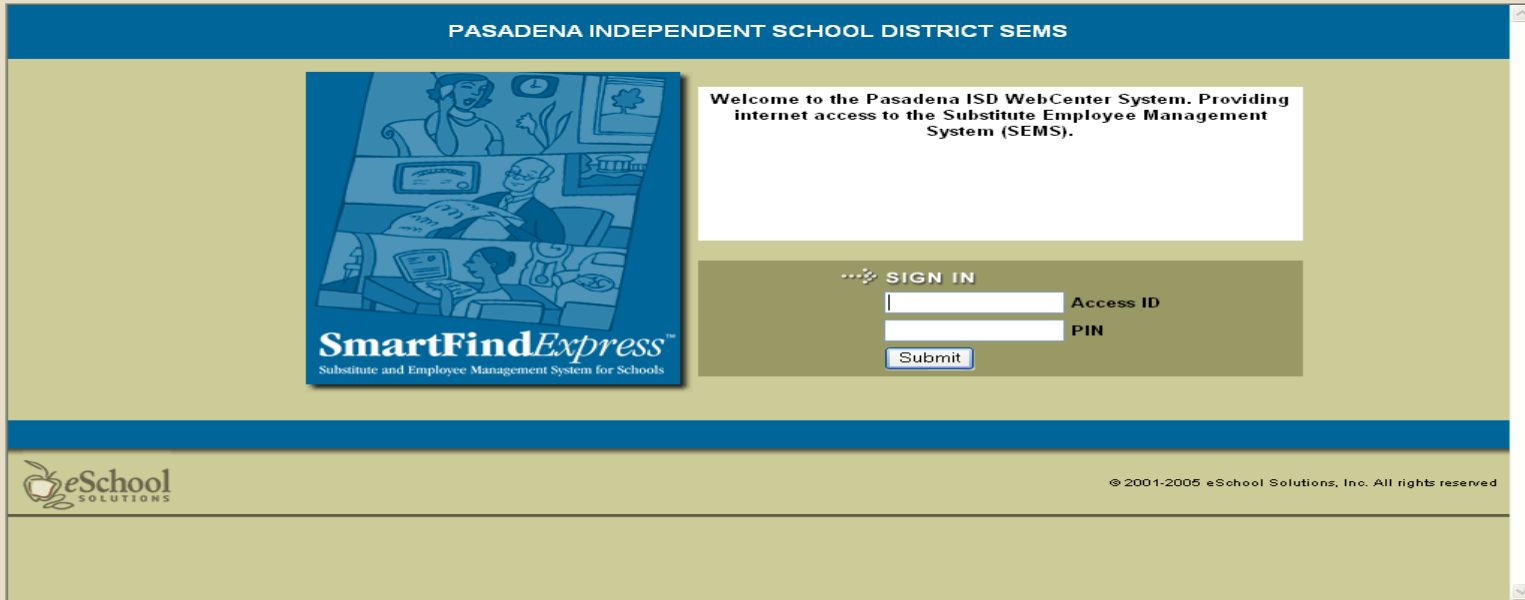 PASADENA INDEPENDENT SCHOOL DISTRICT SEMS
Welcome to the Pasadena ISD WebCenter System. Providing
internet access to the Substitute Employee Management
System (SEMS).
SIGN IN
Access ID
PIN
Submit
SmartFindExpress™
Substitute and Employee Management System for Schools
eSchool
SOLUTIONS
© 2001-2005 eSchool Solutions, Inc. All rights reserved